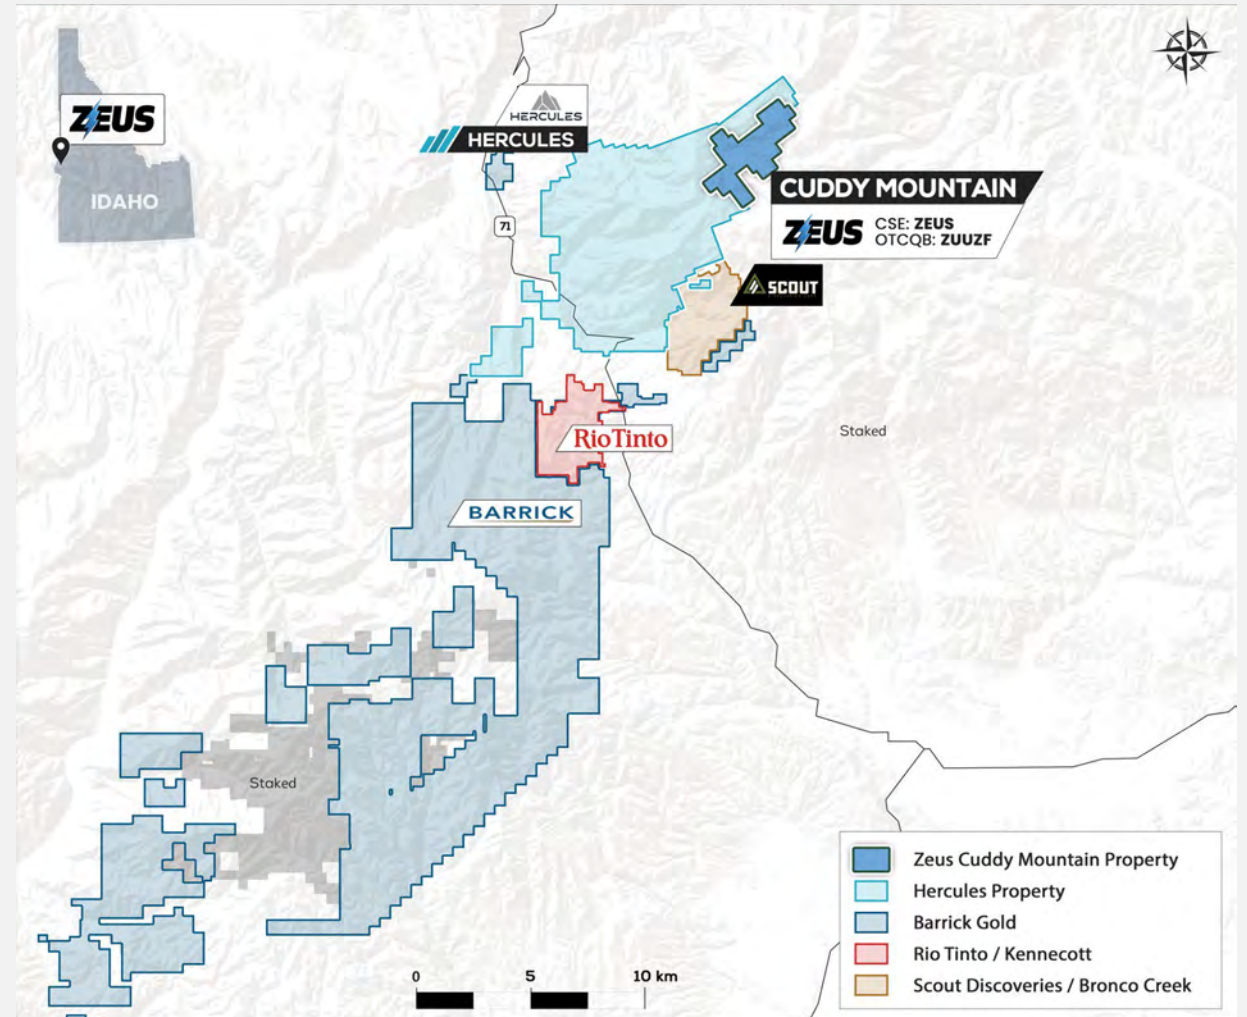 ZEUS
IDAHO
HERCULES
HERCULES
71
CUDDY MOUNTAIN
ZEUS
CSE: ZEUS
OTCQB: ZUUZF
SCOUT
RioTinto
Staked
BARRICK
Staked
Zeus Cuddy Mountain Property
Hercules Property
Barrick Gold
Rio Tinto / Kennecott
Scout Discoveries / Bronco Creek
0 5 10 km